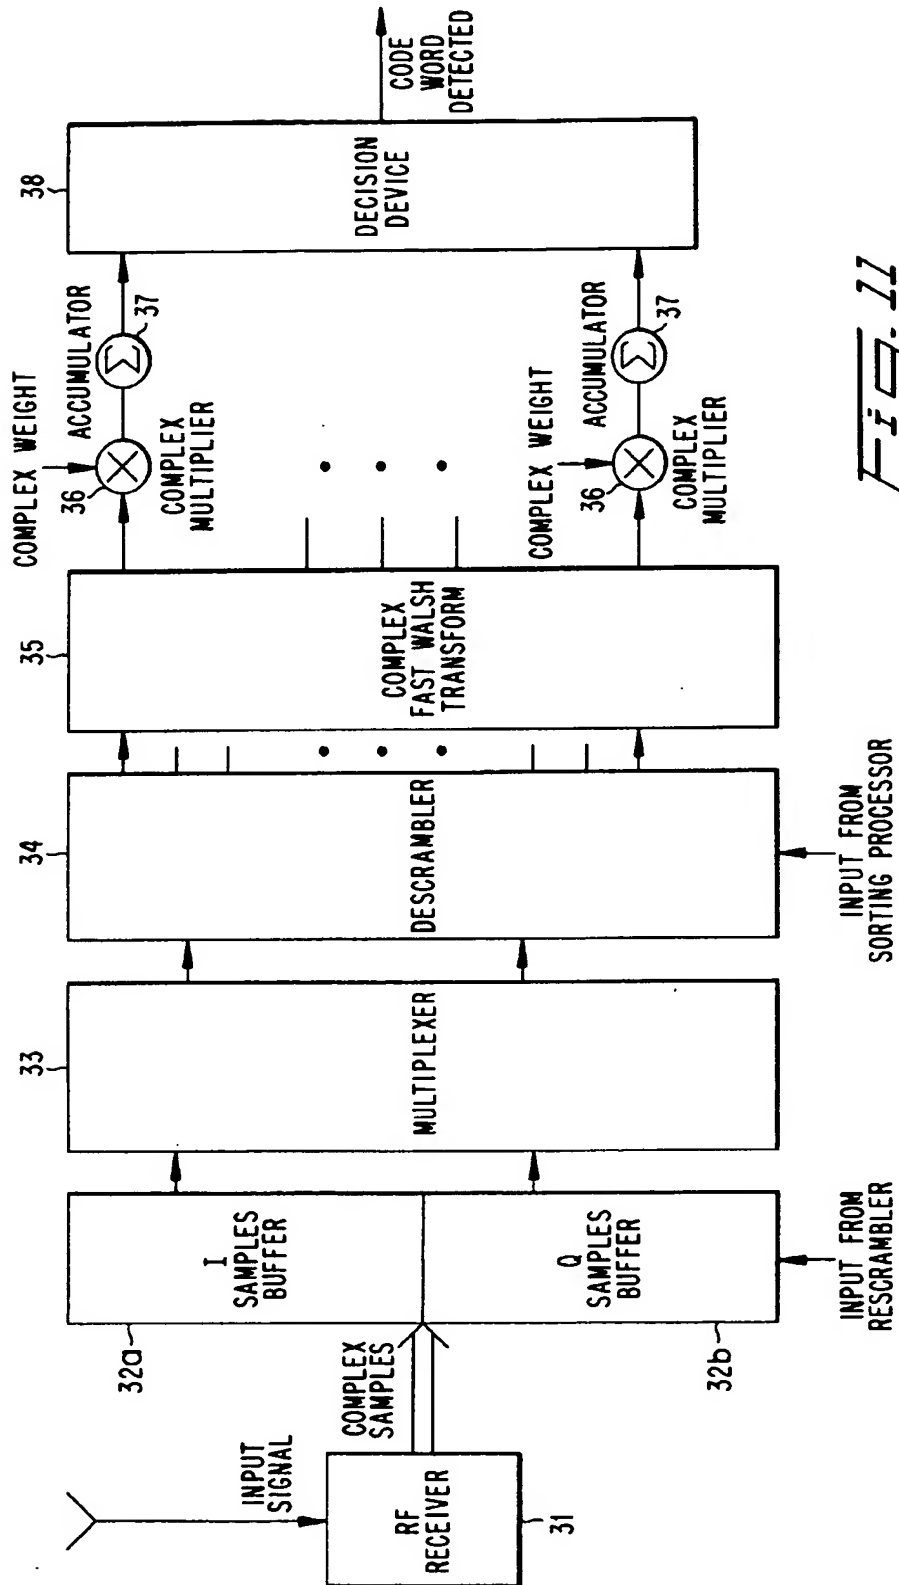 INPUT
SIGNAL
RF
RECEIVER
31
COMPLEX
SAMPLES
32a
I
SAMPLES
BUFFER
Q
SAMPLES
BUFFER
32b
INPUT FROM
RESCRAMBLER
33
MULTIPLEXER
34
DESCRAMBLER
INPUT FROM
SORTING PROCESSOR
35
COMPLEX
FAST WALSH
TRANSFORM
COMPLEX WEIGHT
36
COMPLEX
MULTIPLIER
ACCUMULATOR
Σ
37
COMPLEX WEIGHT
36
COMPLEX
MULTIPLIER
ACCUMULATOR
Σ
37
38
DECISION
DEVICE
CODE
WORD
DETECTED
Fig. 11